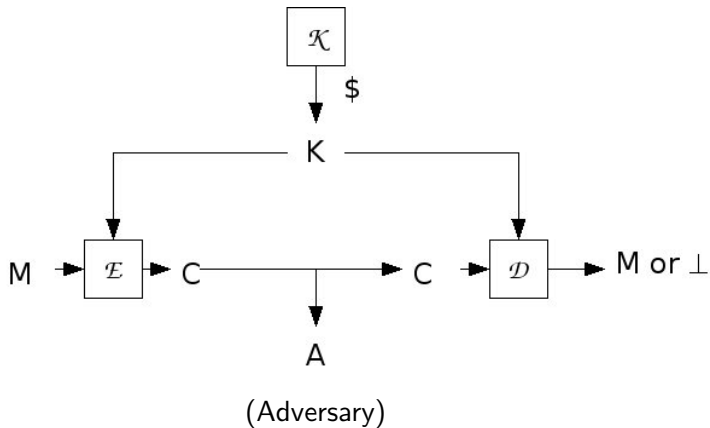 𝒦
$
K
M ℰ C C 𝒟 M or ⊥
A
(Adversary)